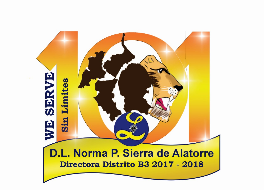 101
WE SERVE
Sin Límites
L
D.L. Norma P. Sierra de Alatorre
Directora Distrito B3 2017 - 2018